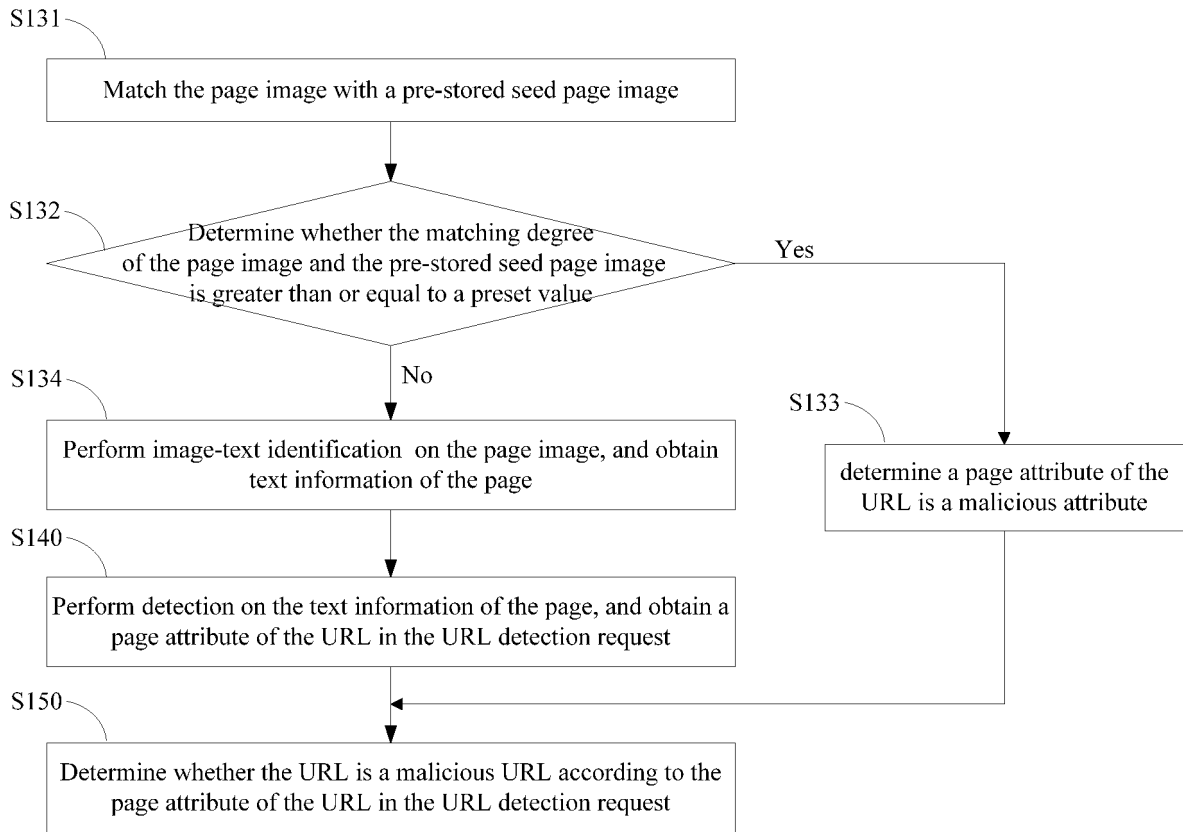 S131
Match the page image with a pre-stored seed page image
S132
Determine whether the matching degree
of the page image and the pre-stored seed page image
is greater than or equal to a preset value
Yes
No
S134
Perform image-text identification on the page image, and obtain
text information of the page
S133
determine a page attribute of the
URL is a malicious attribute
S140
Perform detection on the text information of the page, and obtain a
page attribute of the URL in the URL detection request
S150
Determine whether the URL is a malicious URL according to the
page attribute of the URL in the URL detection request